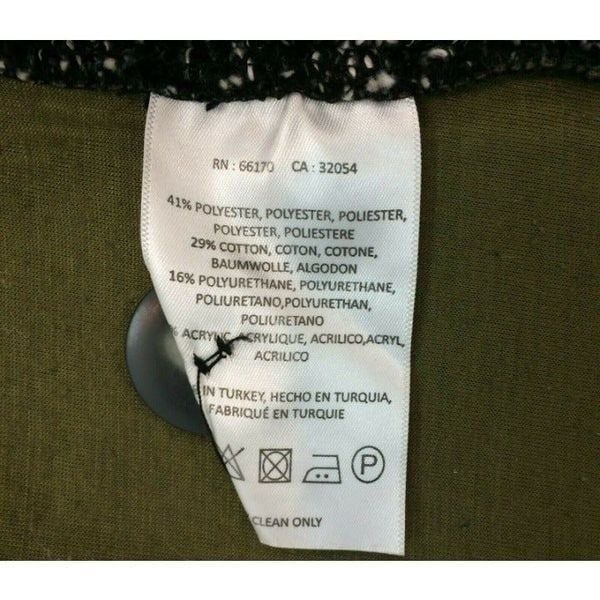 RN : 66170 CA : 32054
41% POLYESTER, POLYESTER, POLIESTER,
POLYESTER, POLIESTERE
29% COTTON, COTON, COTONE,
BAUMWOLLE, ALGODON
16% POLYURETHANE, POLYURETHANE,
POLIURETANO,POLYURETHAN,
POLIURETANO
% ACRYLIC, ACRYLIQUE, ACRILICO,ACRYL,
ACRILICO
IN TURKEY, HECHO EN TURQUIA,
FABRIQUÉ EN TURQUIE
P
CLEAN ONLY